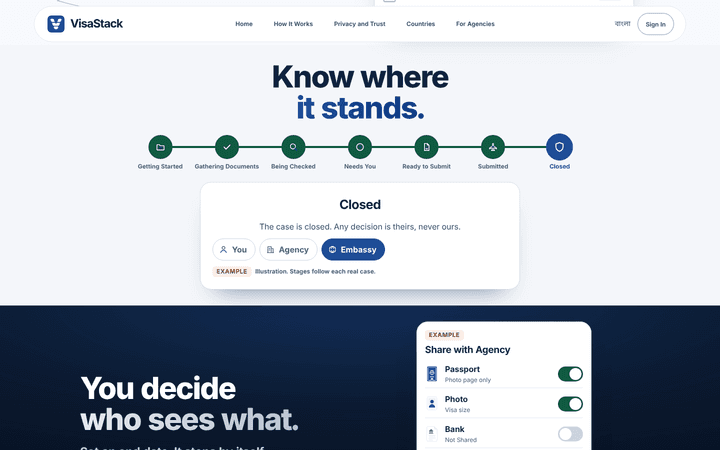 VisaStack
Home How It Works Privacy and Trust Countries For Agencies
বাংলা Sign In
Know where
it stands.
Getting Started Gathering Documents Being Checked Needs You Ready to Submit Submitted Closed
Closed
The case is closed. Any decision is theirs, never ours.
You Agency Embassy
EXAMPLE Illustration. Stages follow each real case.
You decide
who sees what.
EXAMPLE
Share with Agency
Passport
Photo page only
Photo
Visa size
Bank
Not Shared